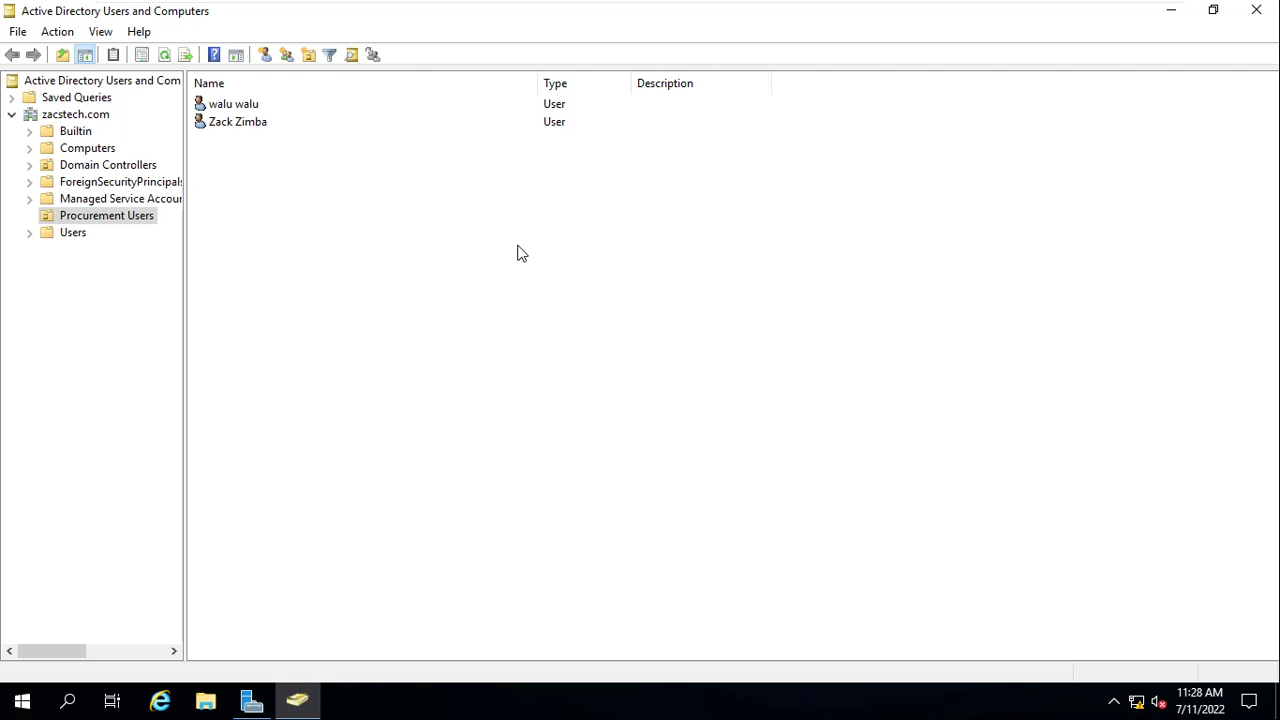 Active Directory Users and Computers
File Action View Help
Active Directory Users and Com
Saved Queries
zacstech.com
Builtin
Computers
Domain Controllers
ForeignSecurityPrincipals
Managed Service Accour
Procurement Users
Users
Name Type Description
walu walu User
Zack Zimba User
11:28 AM
7/11/2022